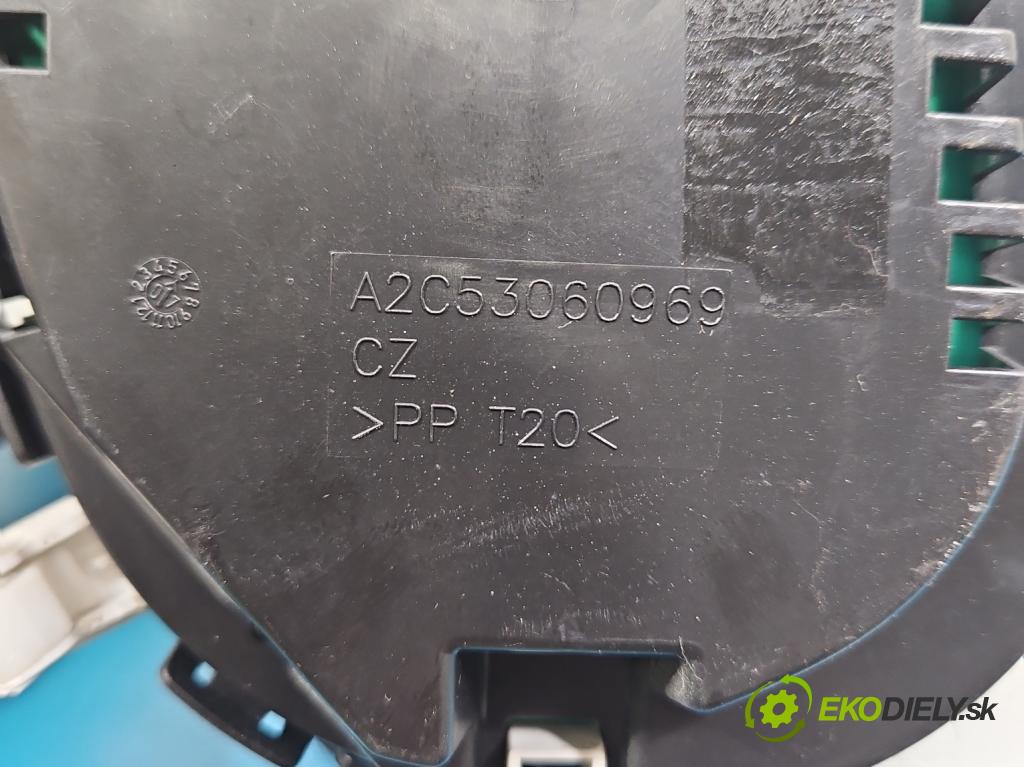 A2C53060969
CZ
>PP T20<
EKODIELY.sk